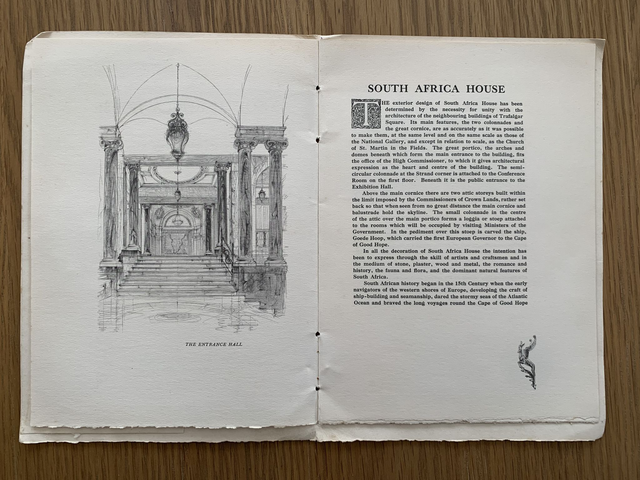 THE ENTRANCE HALL
SOUTH AFRICA HOUSE
THE exterior design of South Africa House has been
determined by the necessity for unity with the
architecture of the neighbouring buildings of Trafalgar
Square. Its main features, the two colonnades and
the great cornice, are as accurately as it was possible
to make them, at the same level and on the same scale as those of
the National Gallery, and except in relation to scale, as the Church
of St. Martin in the Fields. The great portico, the arches and
domes beneath which form the main entrance to the building, fits
the office of the High Commissioner, to which it gives architectural
expression as the heart and centre of the building. The semi-
circular colonnade at the Strand corner is attached to the Conference
Room on the first floor. Beneath it is the public entrance to the
Exhibition Hall.
Above the main cornice there are two attic storeys built within
the limit imposed by the Commissioners of Crown Lands, rather set
back so that when seen from no great distance the main cornice and
balustrade hold the skyline. The small colonnade in the centre
of the attic over the main portico forms a loggia or stoep attached
to the rooms which will be occupied by visiting Ministers of the
Government. In the pediment over this stoep is carved the ship,
Goede Hoop, which carried the first European Governor to the Cape
of Good Hope.
In all the decoration of South Africa House the intention has
been to express through the skill of artists and craftsmen and in
the medium of stone, plaster, wood and metal, the romance and
history, the fauna and flora, and the dominant natural features of
South Africa.
South African history began in the 15th Century when the early
navigators of the western shores of Europe, developing the craft of
ship-building and seamanship, dared the stormy seas of the Atlantic
Ocean and braved the long voyages round the Cape of Good Hope